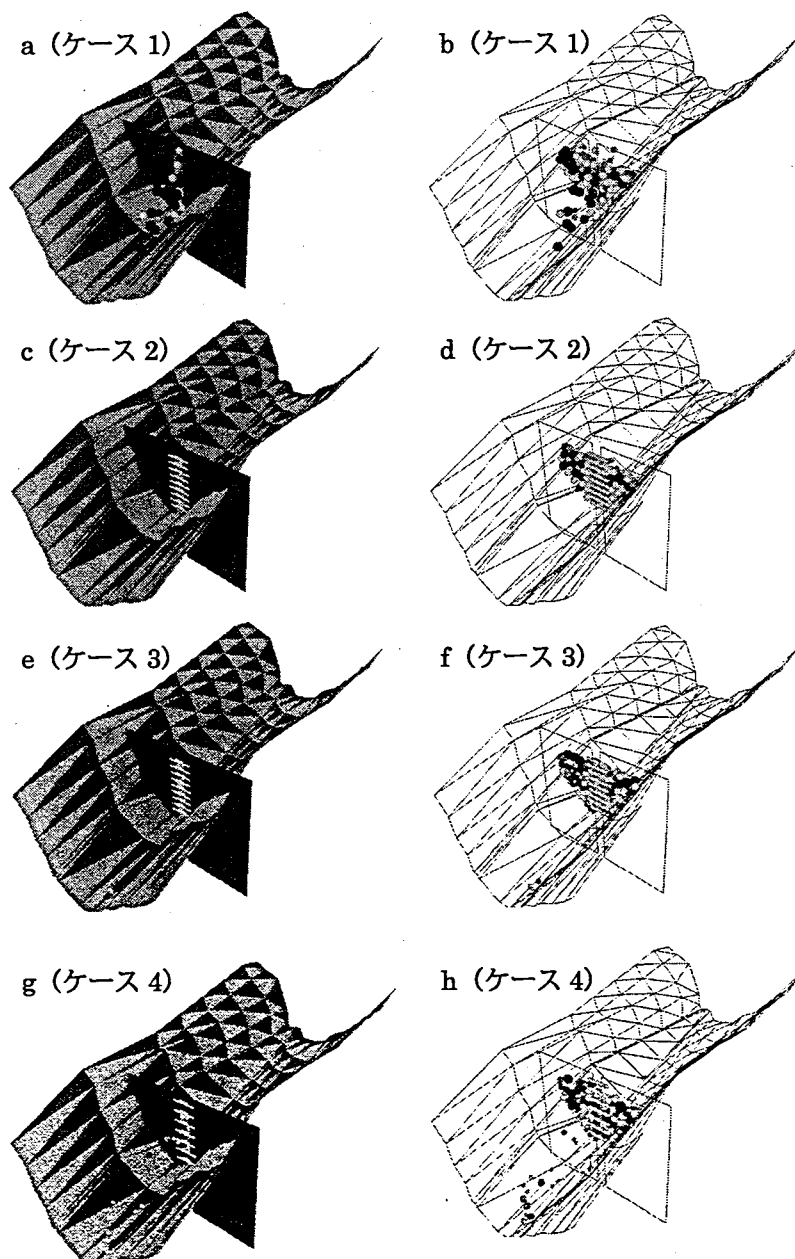 a (ケース 1)
b (ケース 1)
c (ケース 2)
d (ケース 2)
e (ケース 3)
f (ケース 3)
g (ケース 4)
h (ケース 4)